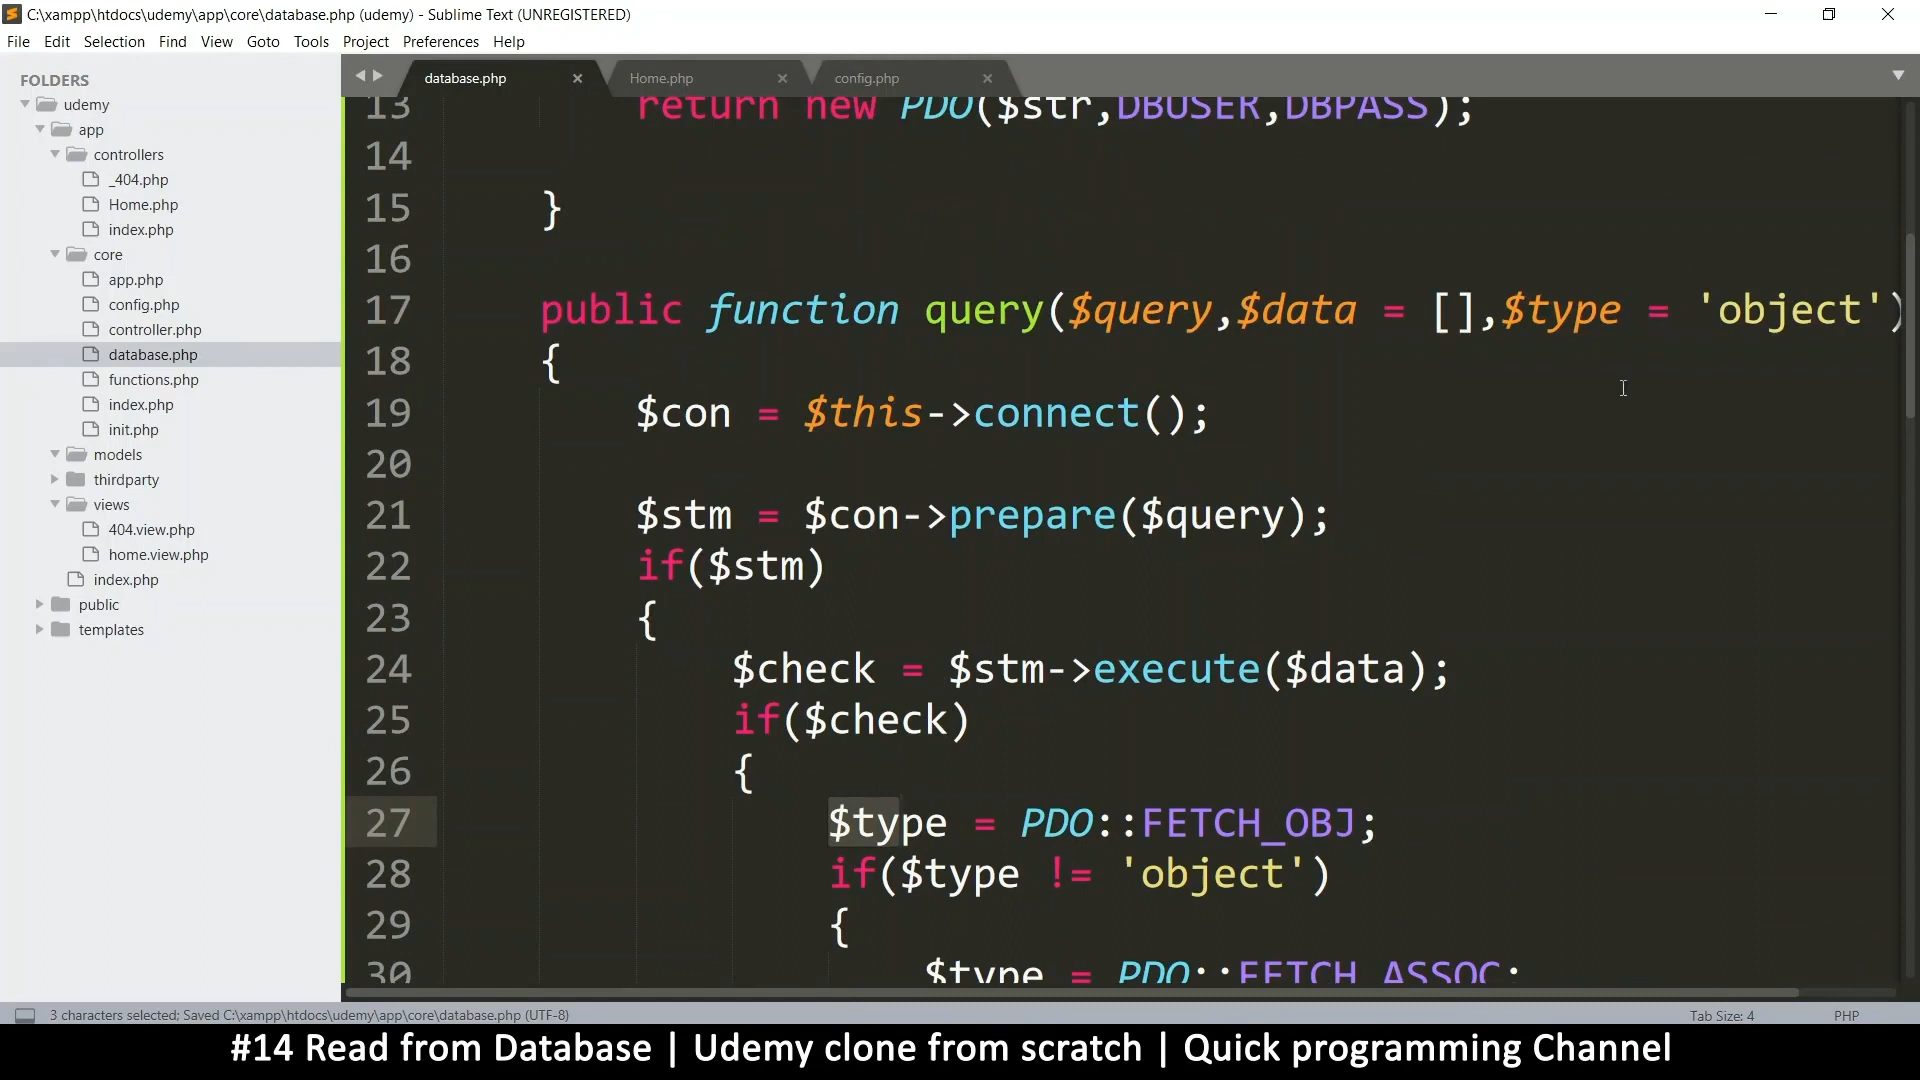 C:\xampp\htdocs\udemy\app\core\database.php (udemy) - Sublime Text (UNREGISTERED)
File Edit Selection Find View Goto Tools Project Preferences Help
FOLDERS
udemy
app
controllers
_404.php
Home.php
index.php
core
app.php
config.php
controller.php
database.php
functions.php
index.php
init.php
models
thirdparty
views
404.view.php
home.view.php
index.php
public
templates
database.php Home.php config.php
13 return new PDO($str,DBUSER,DBPASS);
14
15 }
16
17 public function query($query,$data = [],$type = 'object')
18 {
19 $con = $this->connect();
20
21 $stm = $con->prepare($query);
22 if($stm)
23 {
24 $check = $stm->execute($data);
25 if($check)
26 {
27 $type = PDO::FETCH_OBJ;
28 if($type != 'object')
29 {
30 $type = PDO::FETCH_ASSOC;
3 characters selected; Saved C:\xampp\htdocs\udemy\app\core\database.php (UTF-8) Tab Size: 4 PHP
#14 Read from Database | Udemy clone from scratch | Quick programming Channel